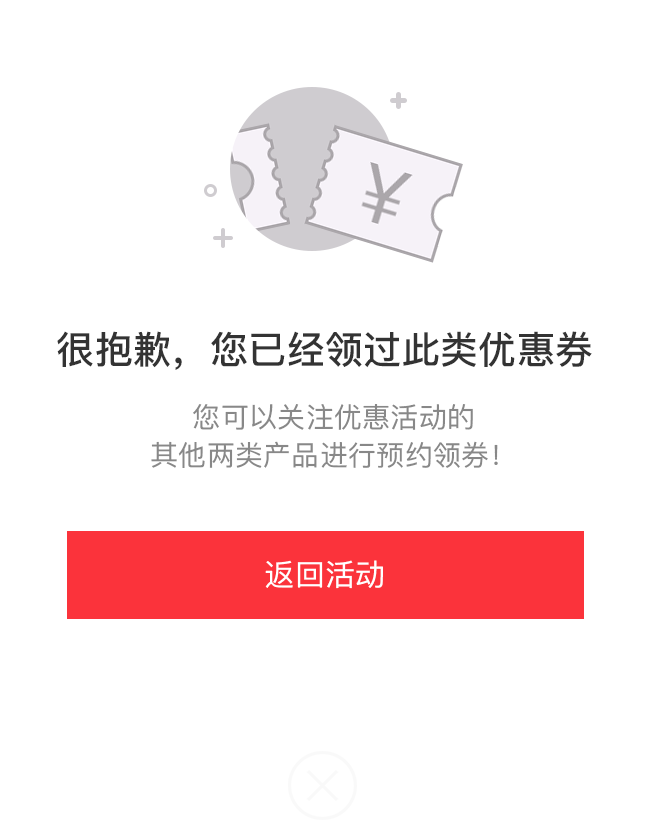 ¥
很抱歉，您已经领过此类优惠券
您可以关注优惠活动的
其他两类产品进行预约领券！
返回活动